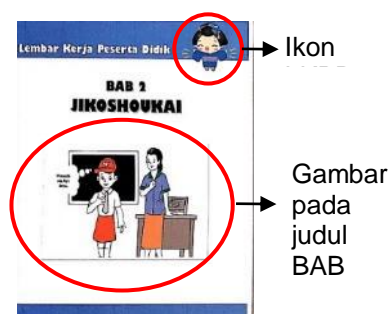 Lembar Kerja Peserta Didik
BAB 2
JIKOSHOUKAI
Ikon
Gambar
pada
judul
BAB